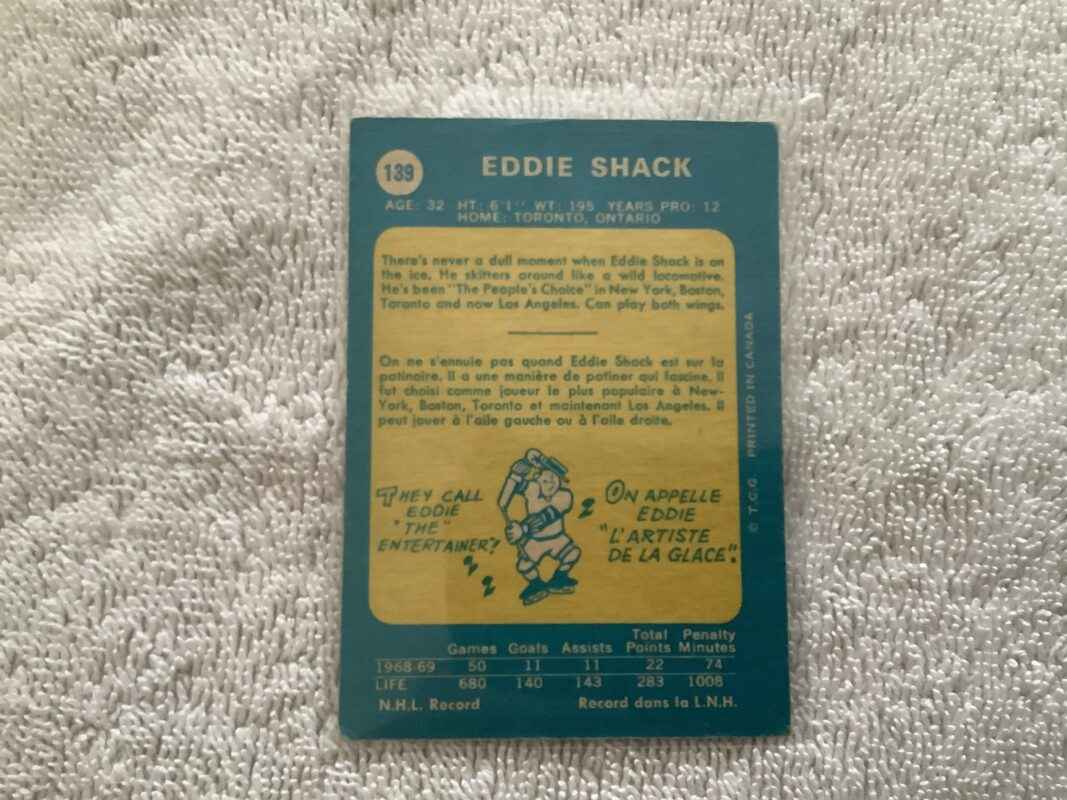 139
EDDIE SHACK
AGE: 32 HT: 6'1" WT: 195 YEARS PRO: 12
HOME: TORONTO, ONTARIO
There's never a dull moment when Eddie Shack is on
the ice. He skitters around like a wild locomotive.
He's been "The People's Choice" in New York, Boston,
Toronto and now Los Angeles. Can play both wings.
On ne s'ennuie pas quand Eddie Shack est sur la
patinoire. Il a une manière de patiner qui fascine. Il
fut choisi comme joueur le plus populaire à New-
York, Boston, Toronto et maintenant Los Angeles. Il
peut jouer à l'aile gauche ou à l'aile droite.
THEY CALL
EDDIE
"THE"
ENTERTAINER!
ON APPELLE
EDDIE
"L'ARTISTE
DE LA GLACE".
© T.C.G. PRINTED IN CANADA
Games Goals Assists Total Points Penalty Minutes
1968-69 50 11 11 22 74
LIFE 680 140 143 283 1008
N.H.L. Record Record dans la L.N.H.